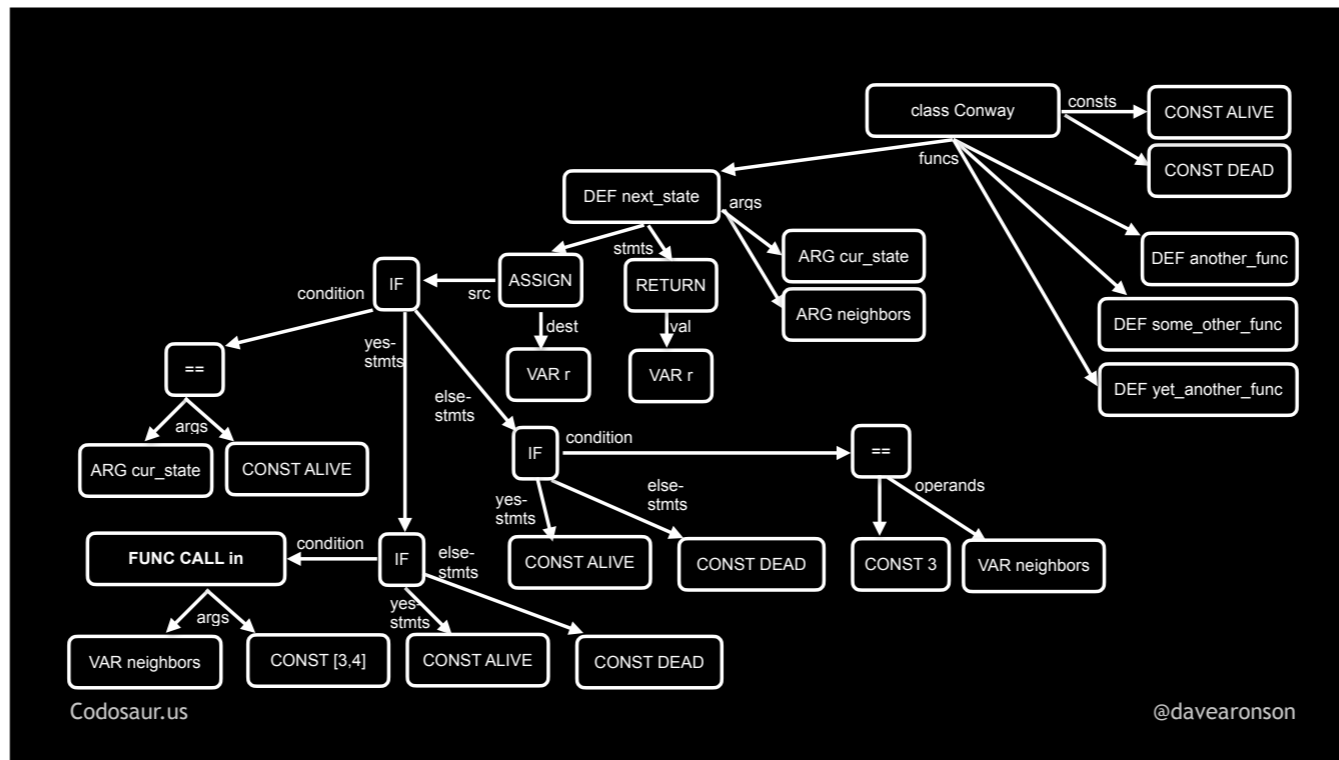 class Conway
consts
CONST ALIVE
CONST DEAD
funcs
DEF next_state
args
stmts
ARG cur_state
DEF another_func
IF
ASSIGN
RETURN
condition
src
ARG neighbors
DEF some_other_func
dest
val
yes-
stmts
==
VAR r
VAR r
DEF yet_another_func
else-
stmts
args
IF
condition
==
ARG cur_state
CONST ALIVE
operands
yes-
stmts
else-
stmts
FUNC CALL in
condition
IF
else-
stmts
CONST ALIVE
CONST DEAD
CONST 3
VAR neighbors
args
yes-
stmts
VAR neighbors
CONST [3,4]
CONST ALIVE
CONST DEAD
Codosaur.us
@davearonson